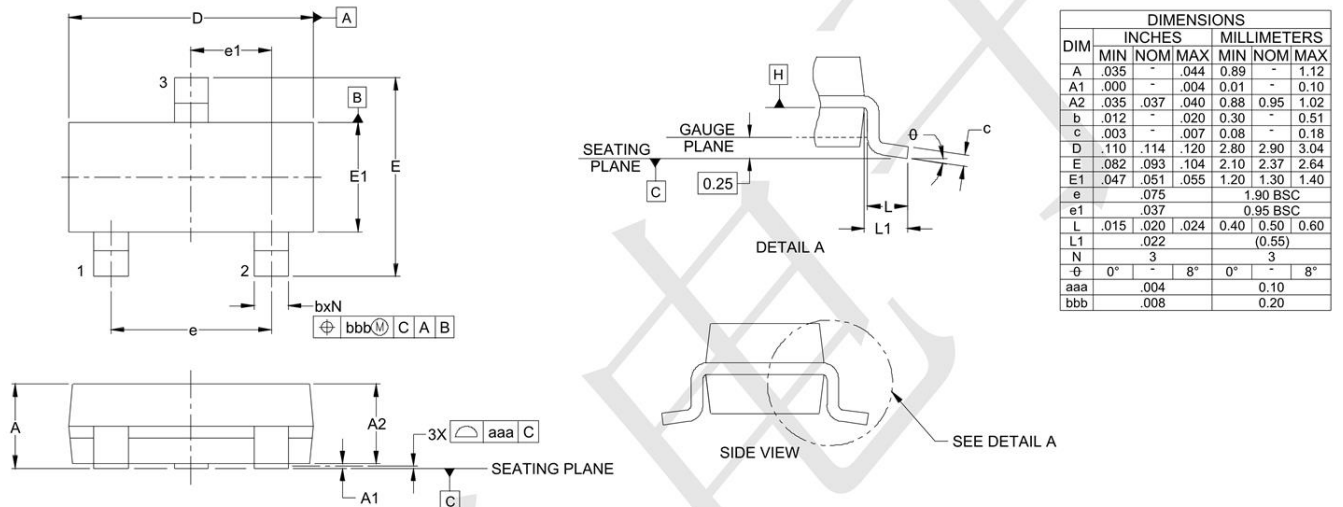 D
A
e1
3
B
E
E1
1
2
bxN
e
⌖ bbbⓂ C A B
A
A2
3X ⌓ aaa C
SEATING PLANE
A1
C
H
GAUGE
PLANE
SEATING
PLANE
C
0.25
θ
c
L
L1
DETAIL A
SIDE VIEW
SEE DETAIL A
DIMENSIONS
DIM INCHES MILLIMETERS
MIN NOM MAX MIN NOM MAX
A .035 - .044 0.89 - 1.12
A1 .000 - .004 0.01 - 0.10
A2 .035 .037 .040 0.88 0.95 1.02
b .012 - .020 0.30 - 0.51
c .003 - .007 0.08 - 0.18
D .110 .114 .120 2.80 2.90 3.04
E .082 .093 .104 2.10 2.37 2.64
E1 .047 .051 .055 1.20 1.30 1.40
e .075 1.90 BSC
e1 .037 0.95 BSC
L .015 .020 .024 0.40 0.50 0.60
L1 .022 (0.55)
N 3 3
θ 0° - 8° 0° - 8°
aaa .004 0.10
bbb .008 0.20